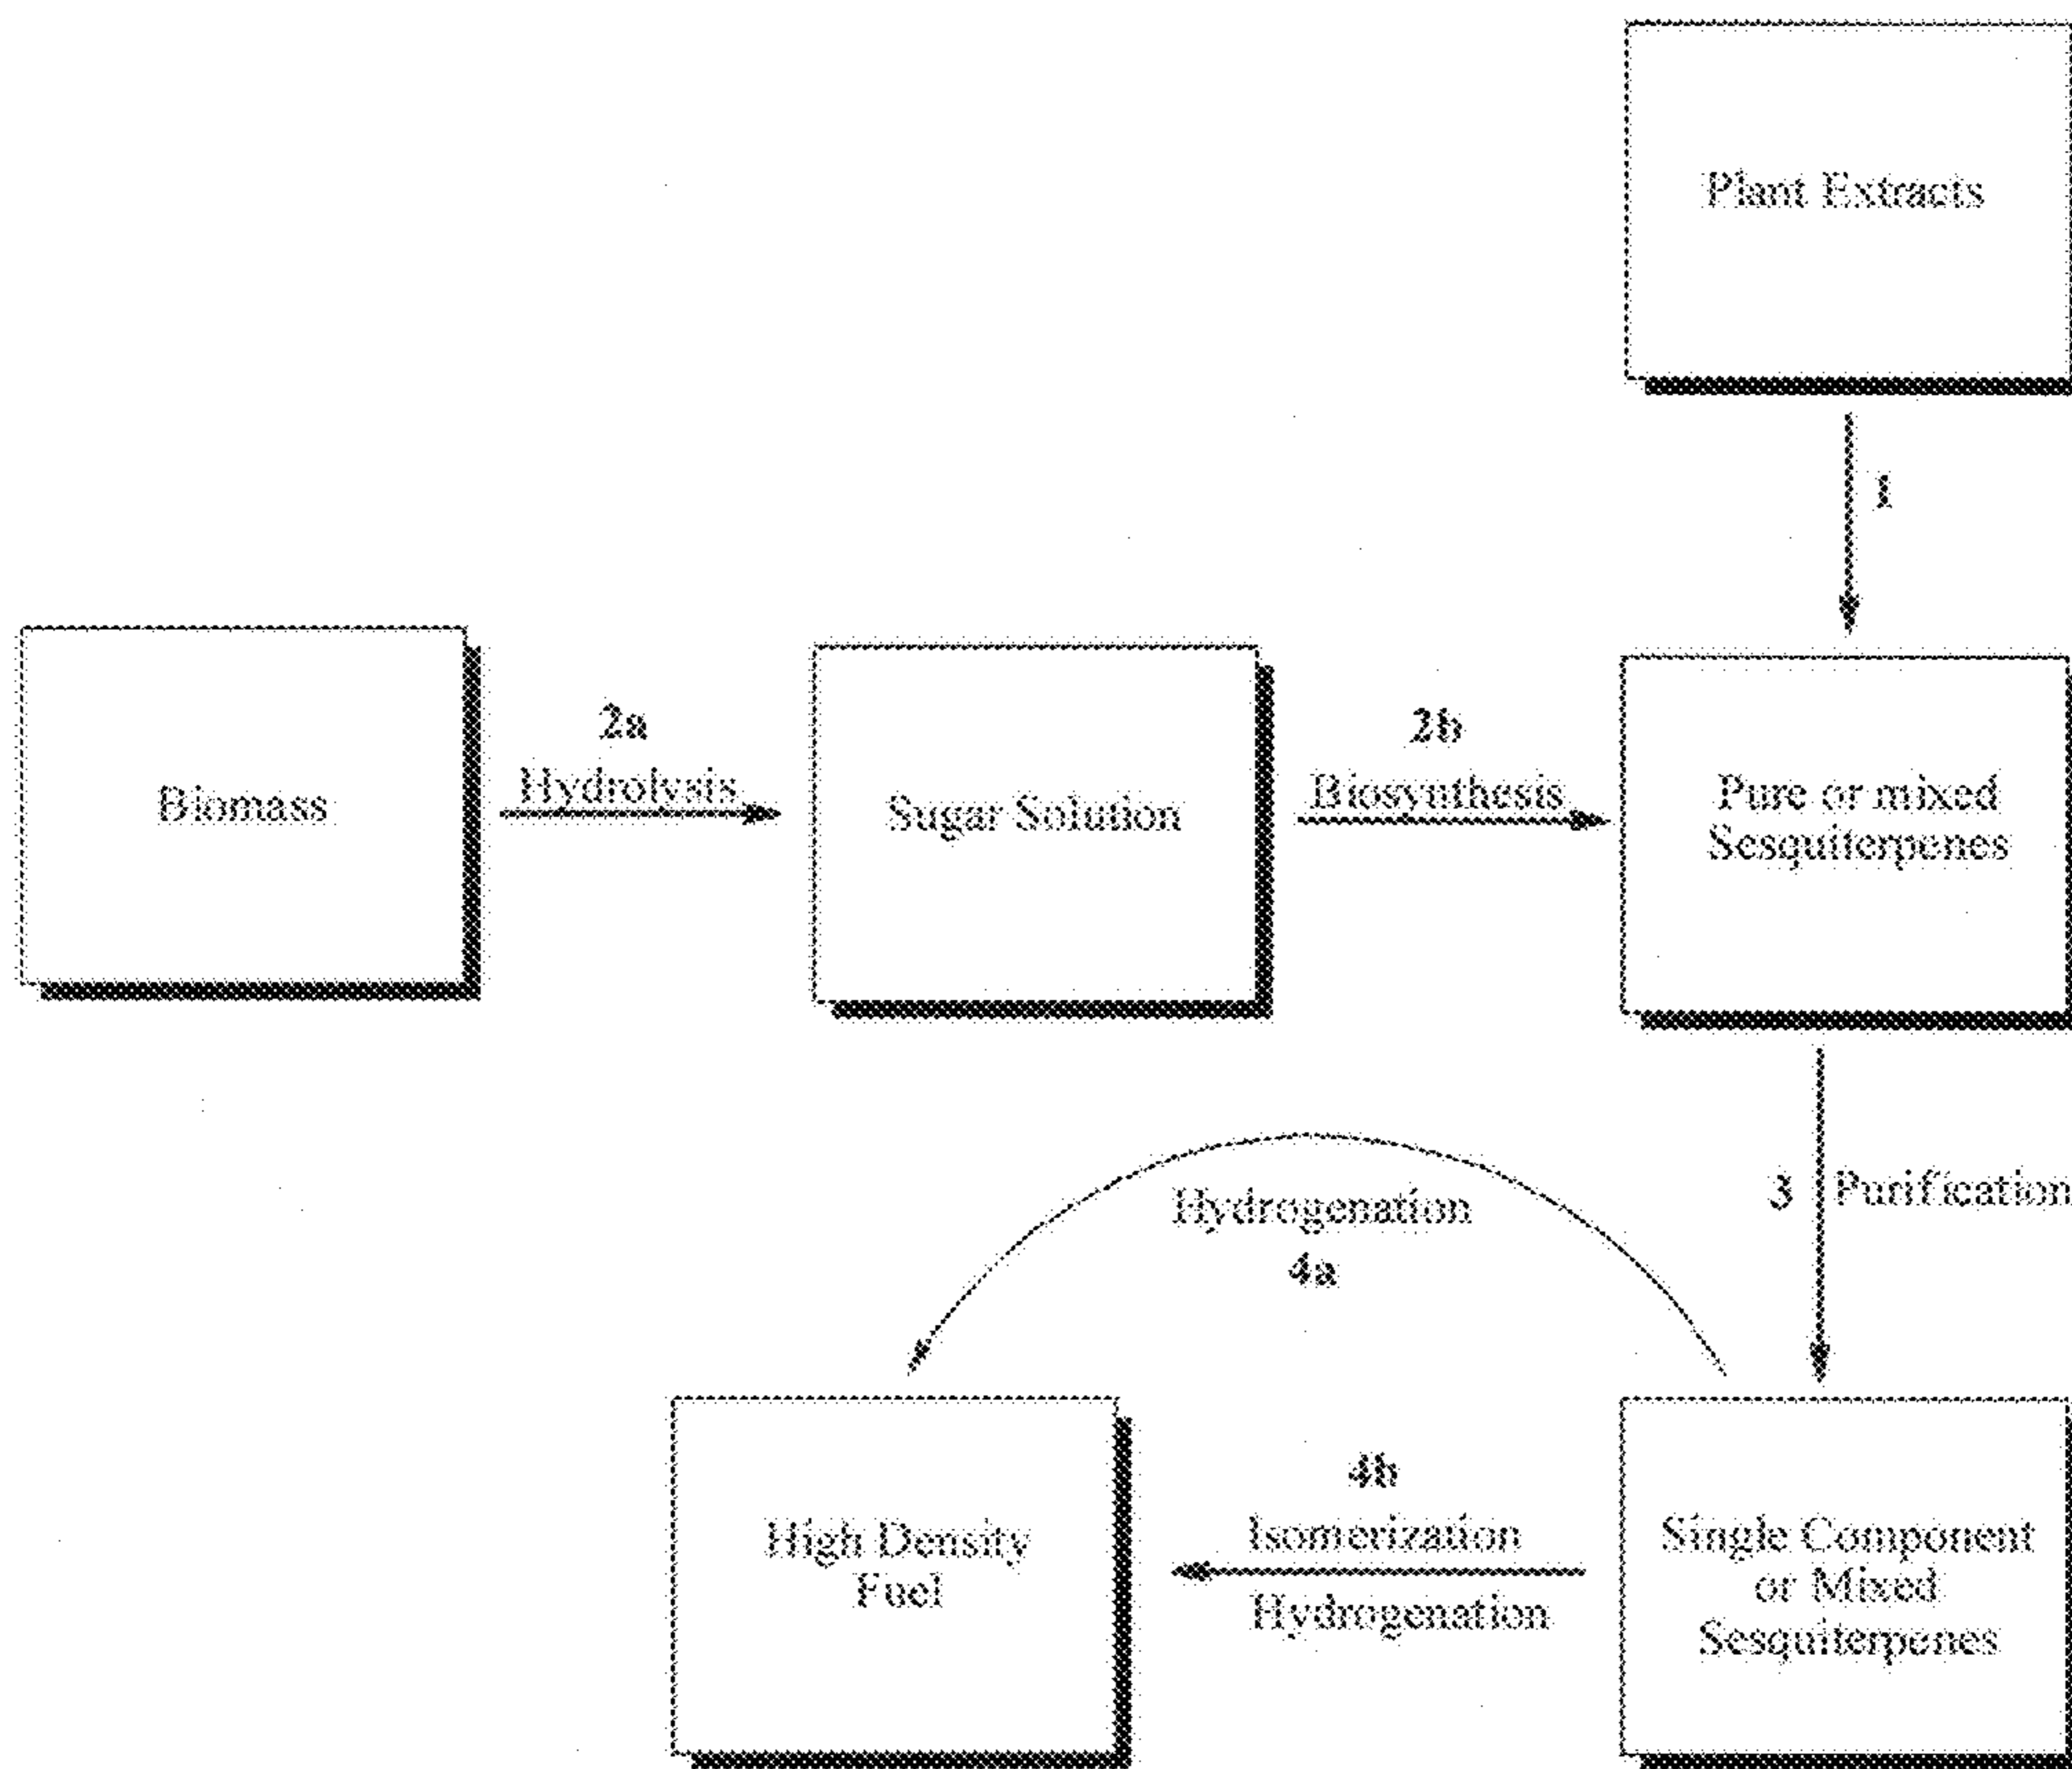 Plant Extracts
1
Biomass
2a
Hydrolysis
Sugar Solution
2b
Biosynthesis
Pure or mixed
Sesquiterpenes
3
Purification
Hydrogenation
4a
High Density
Fuel
4b
Isomerization
Hydrogenation
Single Component
or Mixed
Sesquiterpenes